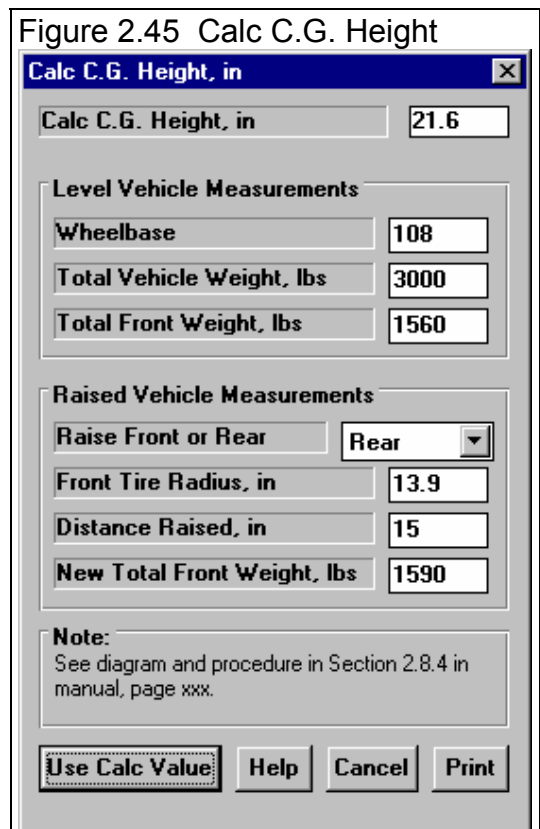 Figure 2.45 Calc C.G. Height
Calc C.G. Height, in
Calc C.G. Height, in 21.6
Level Vehicle Measurements
Wheelbase 108
Total Vehicle Weight, lbs 3000
Total Front Weight, lbs 1560
Raised Vehicle Measurements
Raise Front or Rear Rear
Front Tire Radius, in 13.9
Distance Raised, in 15
New Total Front Weight, lbs 1590
Note:
See diagram and procedure in Section 2.8.4 in
manual, page xxx.
Use Calc Value Help Cancel Print